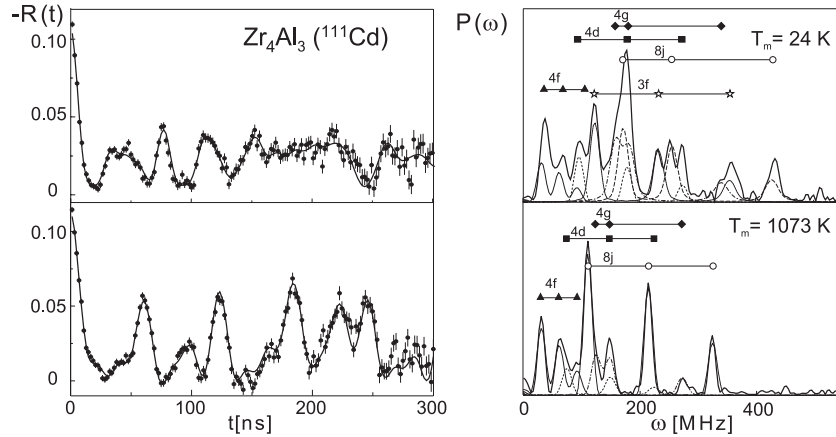 -R(t)
0.10
0.05
0
Zr4Al3 (111Cd)
0.10
0.05
0
0
100
200
300
t[ns]
P(ω)
4g
4d
8j
4f
3f
Tm= 24 K
4g
4d
8j
4f
Tm= 1073 K
0
200
400
ω [MHz]